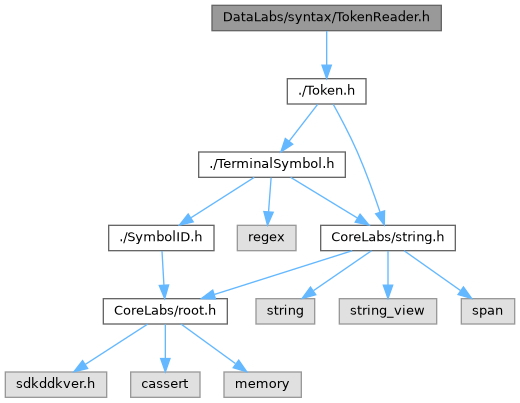 DataLabs/syntax/TokenReader.h
./Token.h
./TerminalSymbol.h
./SymbolID.h
regex
CoreLabs/string.h
CoreLabs/root.h
string
string_view
span
sdkddkver.h
cassert
memory